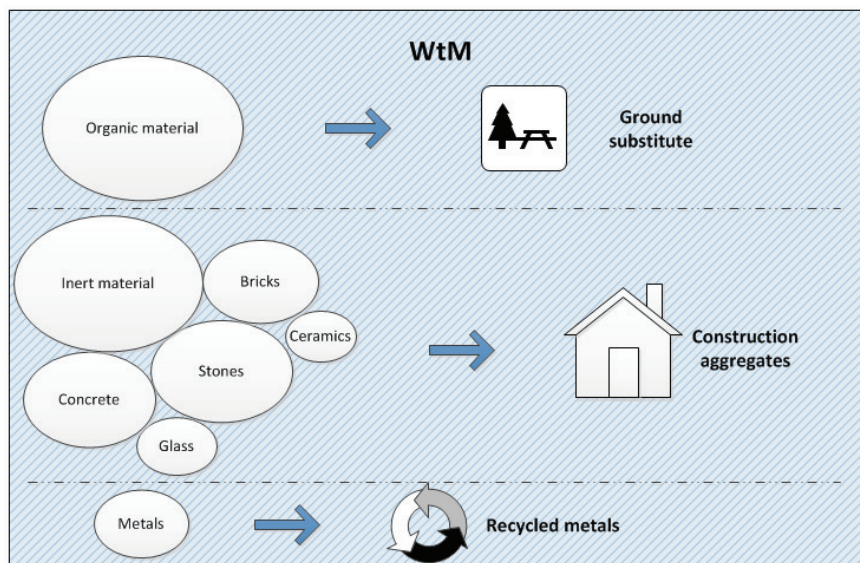 WtM
Organic material
Ground
substitute
Inert material
Bricks
Ceramics
Stones
Concrete
Glass
Construction
aggregates
Metals
Recycled metals